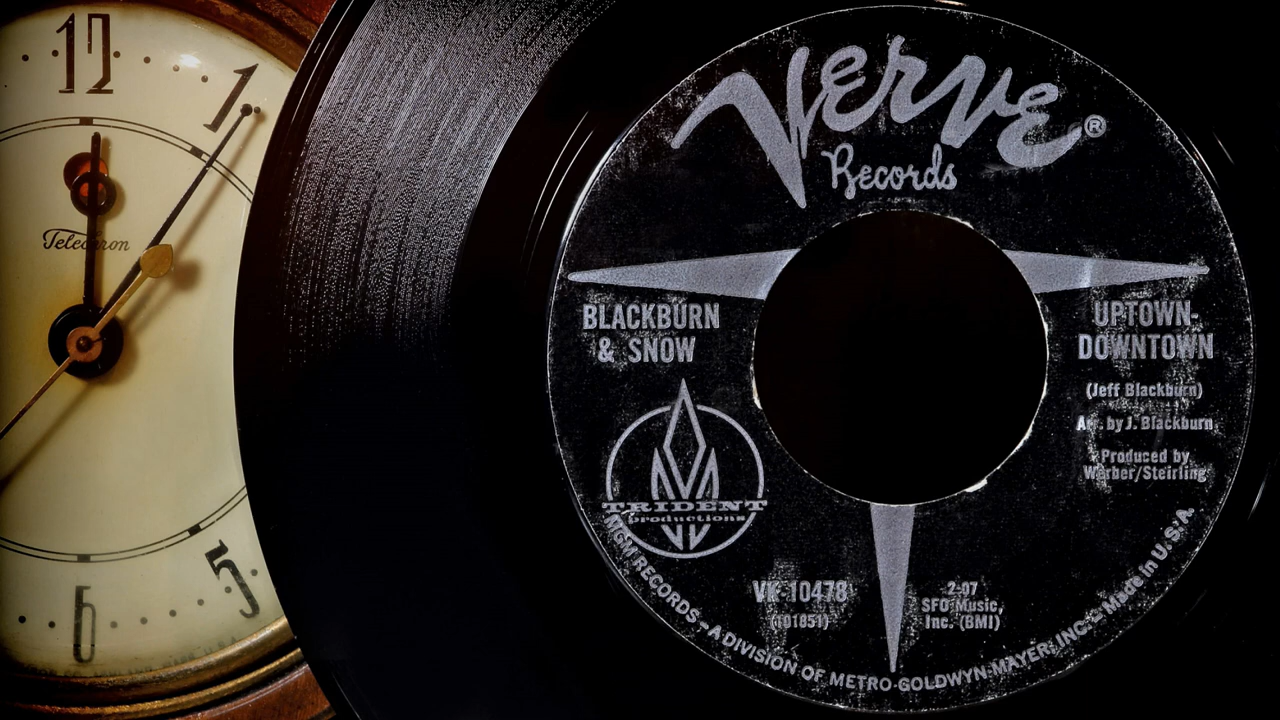 12
1
Telechron
5
6
Verve®
Records
BLACKBURN
& SNOW
UPTOWN-
DOWNTOWN
(Jeff Blackburn)
Arr. by J. Blackburn
Produced by
Werber/Steirling
TRIDENT
productions
VK-10478
(101851)
2:07
SFO Music,
Inc. (BMI)
MGM RECORDS – A DIVISION OF METRO-GOLDWYN-MAYER, INC. – Made in U.S.A.